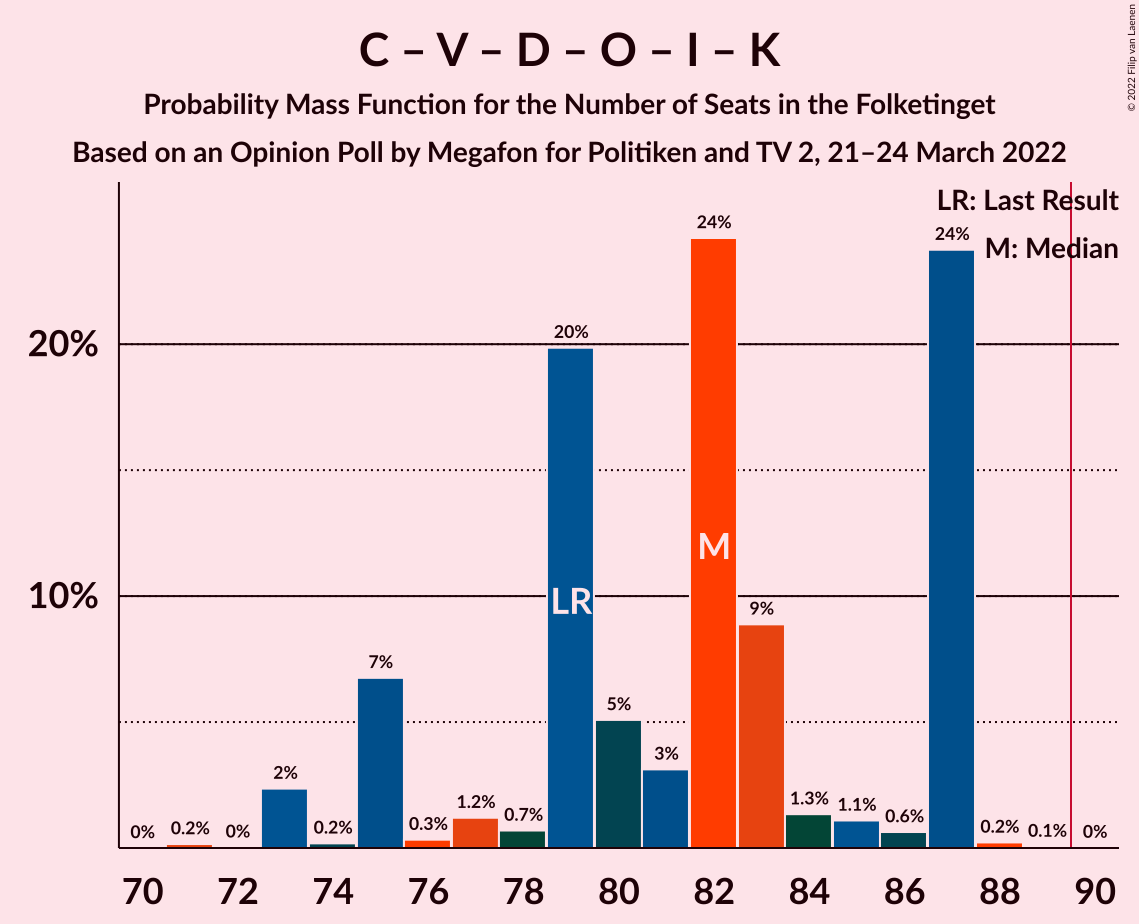 C – V – D – O – I – K
Probability Mass Function for the Number of Seats in the Folketinget
Based on an Opinion Poll by Megafon for Politiken and TV 2, 21–24 March 2022
© 2022 Filip van Laenen
LR: Last Result
M: Median
20%
10%
0%
0.2%
0%
2%
0.2%
7%
0.3%
1.2%
0.7%
20%
5%
3%
24%
9%
1.3%
1.1%
0.6%
24%
0.2%
0.1%
0%
LR
M
70 72 74 76 78 80 82 84 86 88 90